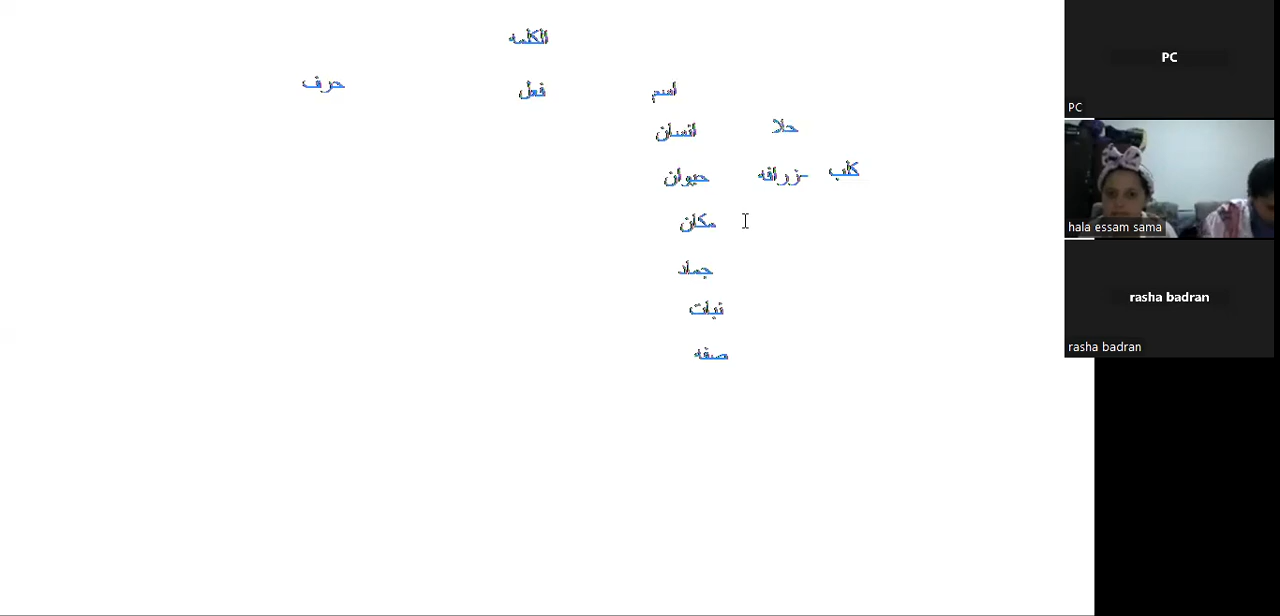 الكلمه
اسم فعل حرف
حلا انسان
كلب -زرافه حيوان
مكان
جماد
نبات
صفه
PC
PC
hala essam sama
rasha badran
rasha badran